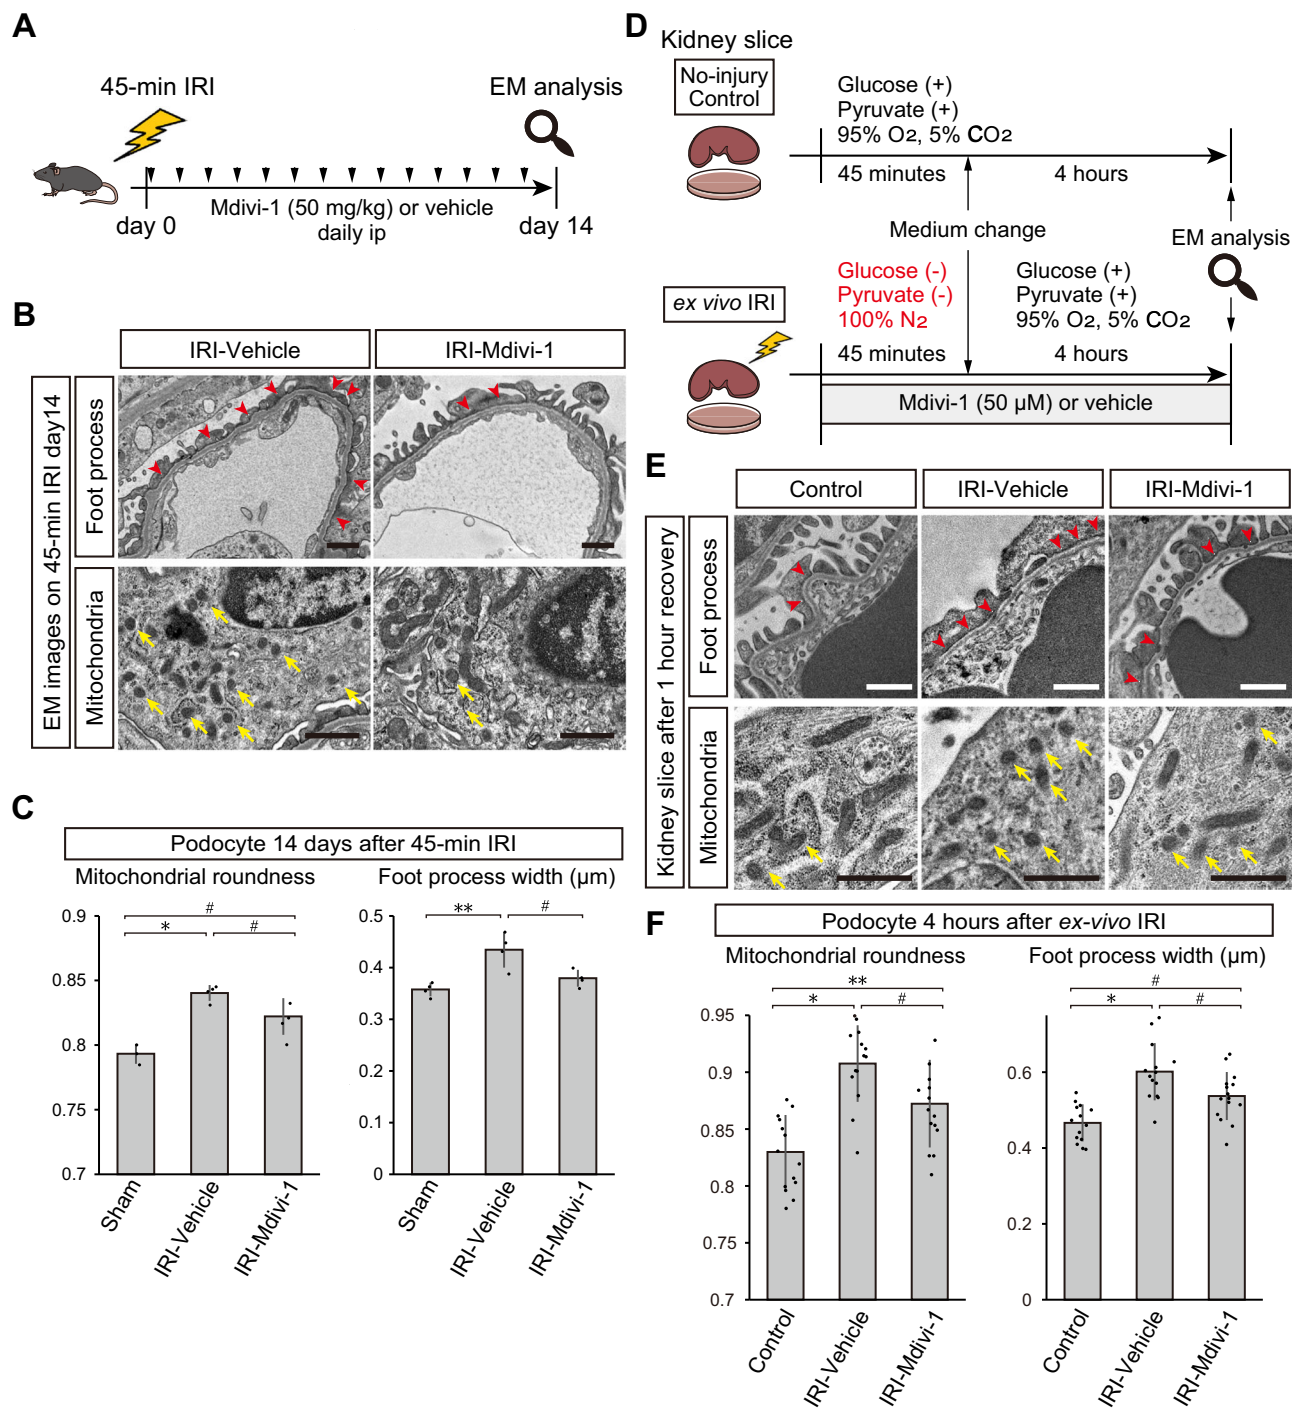 A
45-min IRI
EM analysis
Mdivi-1 (50 mg/kg) or vehicle
daily ip
day 0
day 14
B
IRI-Vehicle
IRI-Mdivi-1
EM images on 45-min IRI day14
Foot process
Mitochondria
C
Podocyte 14 days after 45-min IRI
Mitochondrial roundness
#
*
#
0.9
0.85
0.8
0.75
0.7
Sham
IRI-Vehicle
IRI-Mdivi-1
Foot process width (μm)
**
#
0.5
0.4
0.3
0.2
0.1
0
Sham
IRI-Vehicle
IRI-Mdivi-1
D
Kidney slice
No-injury
Control
Glucose (+)
Pyruvate (+)
95% O2, 5% CO2
45 minutes
4 hours
Medium change
EM analysis
ex vivo IRI
Glucose (-)
Pyruvate (-)
100% N2
Glucose (+)
Pyruvate (+)
95% O2, 5% CO2
45 minutes
4 hours
Mdivi-1 (50 μM) or vehicle
E
Control
IRI-Vehicle
IRI-Mdivi-1
Kidney slice after 1 hour recovery
Foot process
Mitochondria
F
Podocyte 4 hours after ex-vivo IRI
Mitochondrial roundness
**
*
#
0.95
0.9
0.85
0.8
0.75
0.7
Control
IRI-Vehicle
IRI-Mdivi-1
Foot process width (μm)
#
*
#
0.6
0.4
0.2
0
Control
IRI-Vehicle
IRI-Mdivi-1